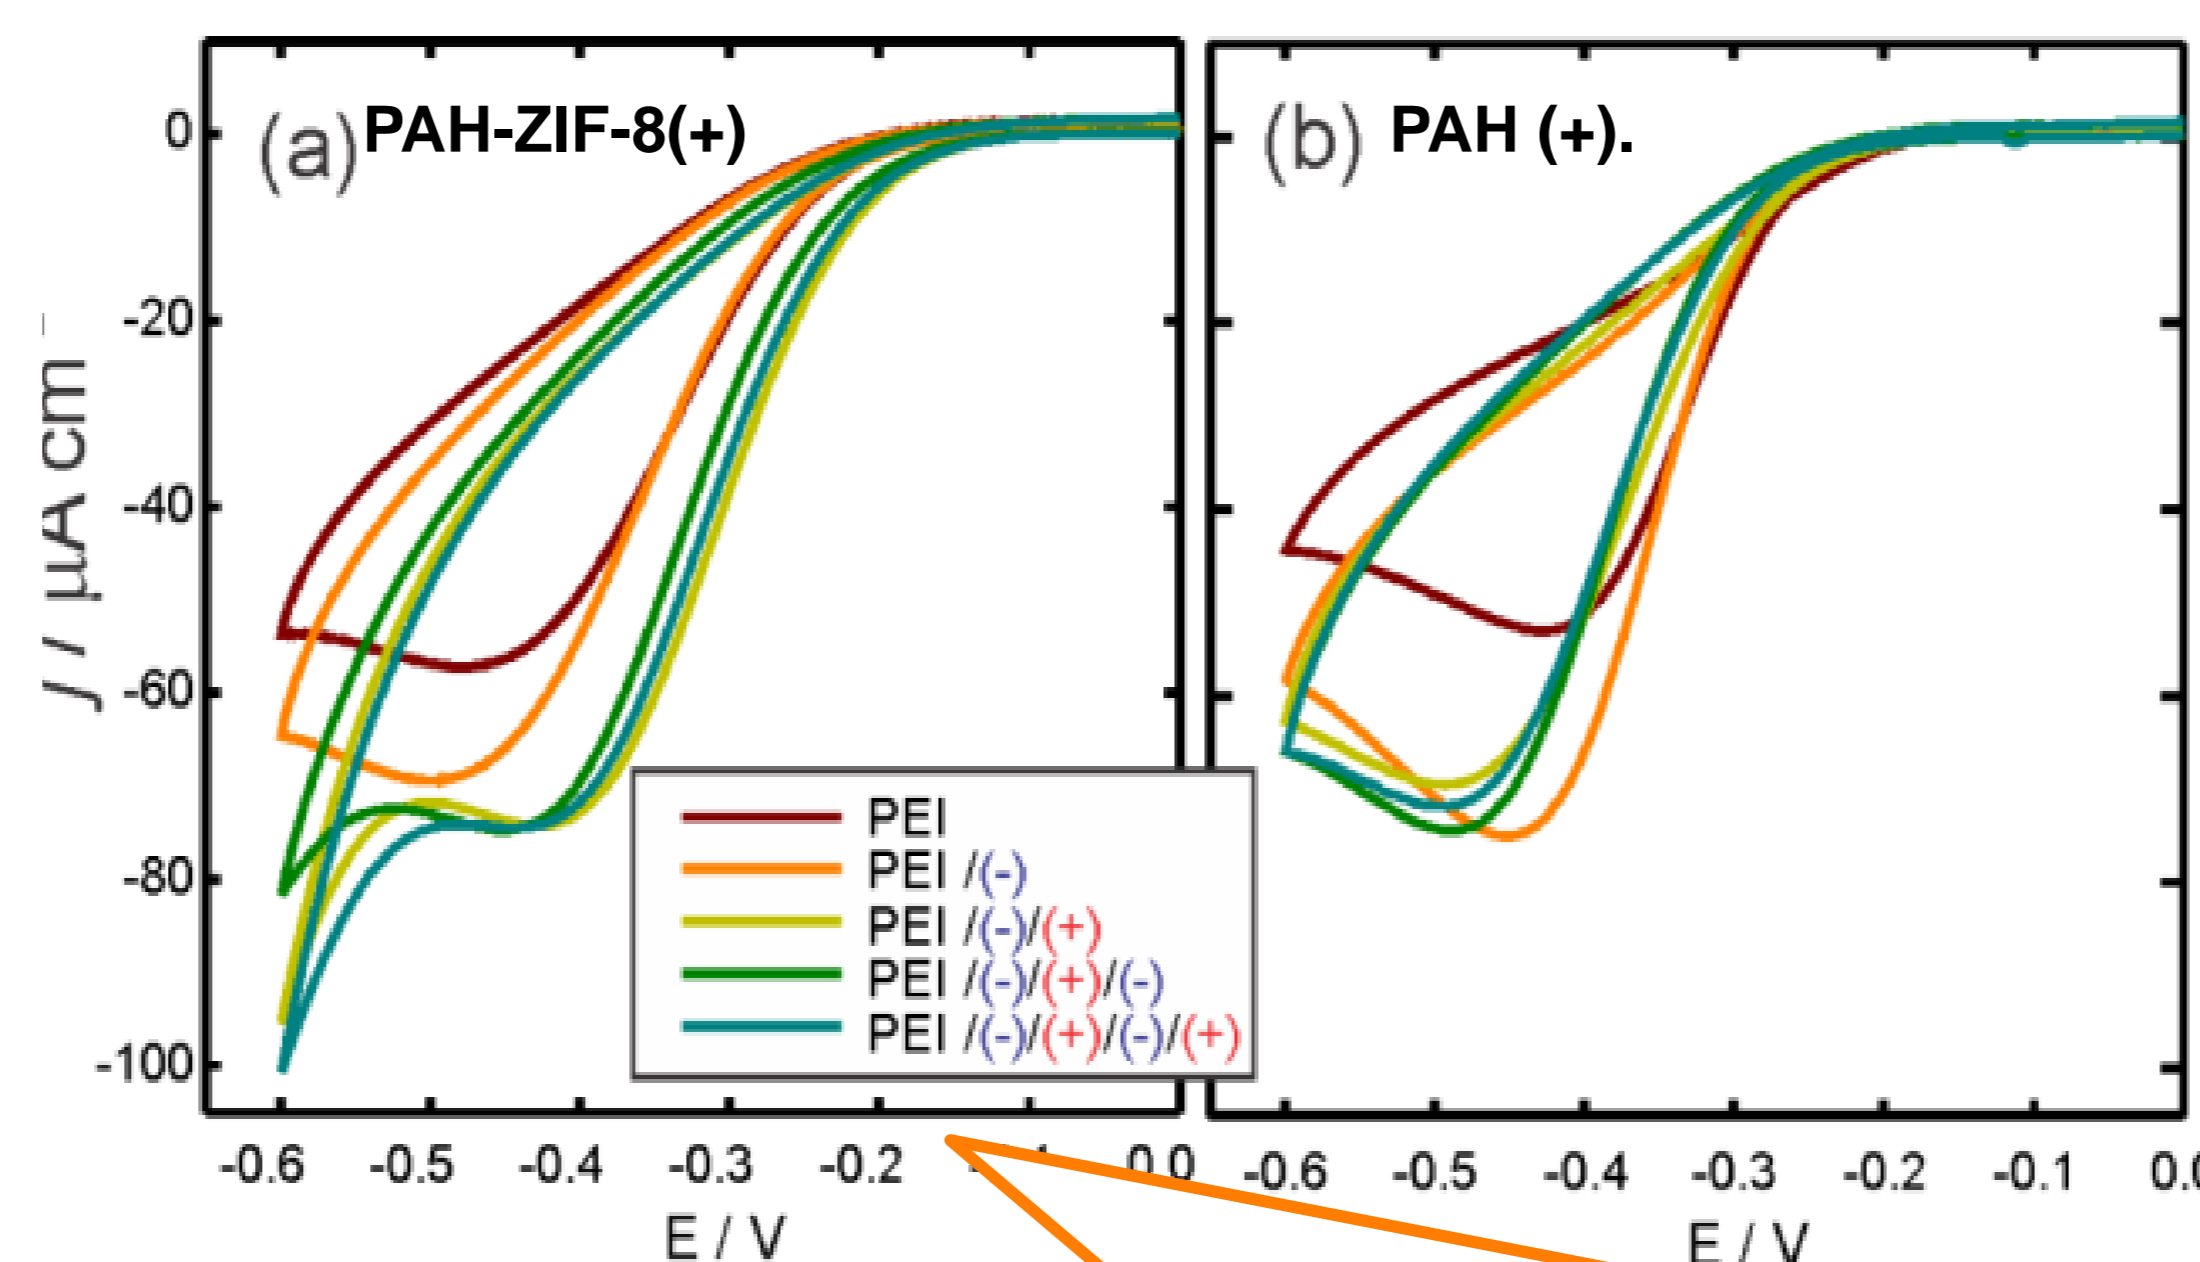 (a) PAH-ZIF-8(+)
(b) PAH (+).
0
-20
-40
-60
-80
-100
J / µA cm⁻
PEI
PEI /(-)
PEI /(-)/(+)
PEI /(-)/(+)/(-)
PEI /(-)/(+)/(-)/(+)
-0.6 -0.5 -0.4 -0.3 -0.2 0.0
E / V
-0.6 -0.5 -0.4 -0.3 -0.2 -0.1 0.0
E / V